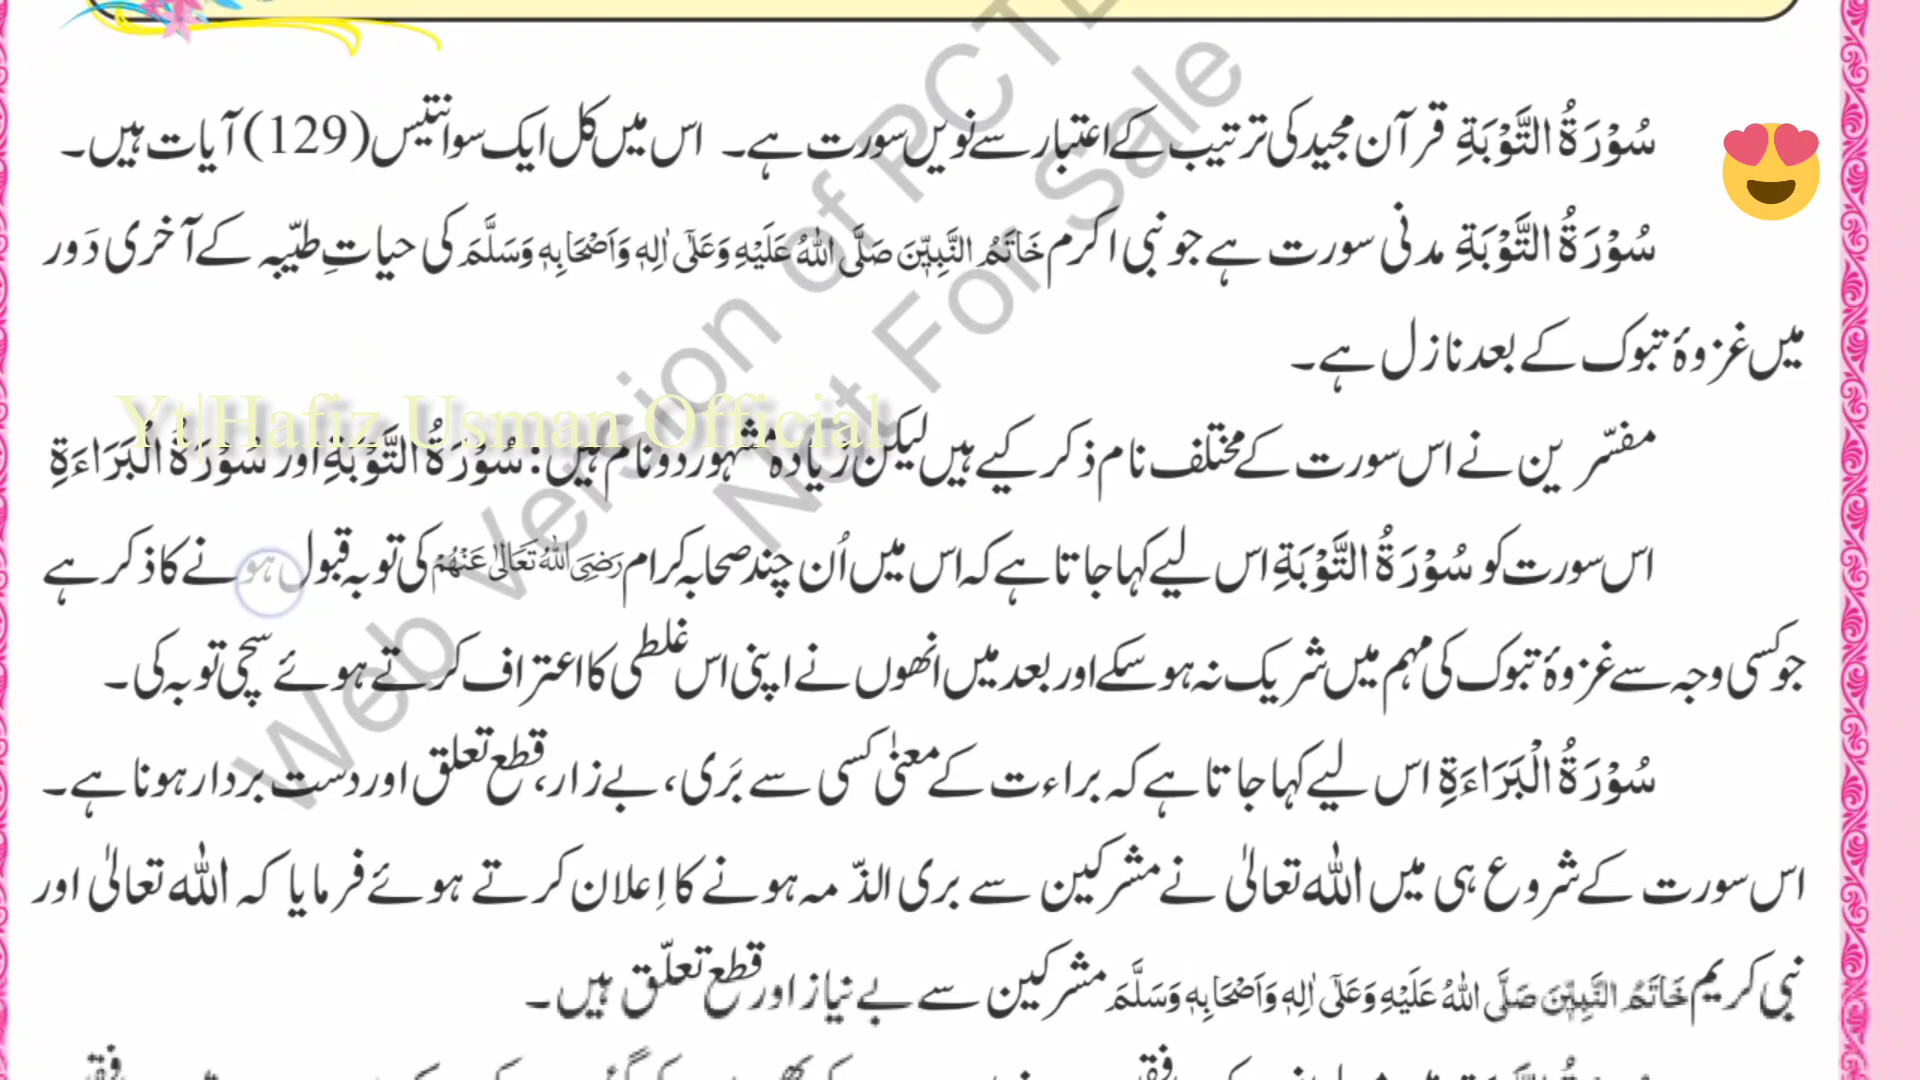 سُوْرَۃُ التَّوْبَۃِ قرآن مجید کی ترتیب کے اعتبار سے نویں سورت ہے۔ اس میں کل ایک سو انتیس (129) آیات ہیں۔
سُوْرَۃُ التَّوْبَۃِ مدنی سورت ہے جو نبی اکرم خَاتَمُ النَّبِیّٖنَ صَلَّی اللّٰہُ عَلَیْہِ وَعَلٰٓی اٰلِہٖ وَاَصْحَابِہٖ وَسَلَّمَ کی حیاتِ طیّبہ کے آخری دَور
میں غزوۂ تبوک کے بعد نازل ہے۔
Yt|Hafiz Usman Official
مفسّرین نے اس سورت کے مختلف نام ذکر کیے ہیں لیکن زیادہ مشہور دو نام ہیں: سُوْرَۃُ التَّوْبَۃِ اور سُوْرَۃُ الْبَرَاءَۃِ
اس سورت کو سُوْرَۃُ التَّوْبَۃِ اس لیے کہا جاتا ہے کہ اس میں اُن چند صحابہ کرام رَضِیَ اللّٰہُ تَعَالٰی عَنْھُمْ کی توبہ قبول ہونے کا ذکر ہے
جو کسی وجہ سے غزوۂ تبوک کی مہم میں شریک نہ ہو سکے اور بعد میں انھوں نے اپنی اس غلطی کا اعتراف کرتے ہوئے سچی توبہ کی۔
سُوْرَۃُ الْبَرَاءَۃِ اس لیے کہا جاتا ہے کہ براءت کے معنٰی کسی سے بَری، بے زار، قطع تعلق اور دست بردار ہونا ہے۔
اس سورت کے شروع ہی میں اللّٰہ تعالیٰ نے مشرکین سے بری الذّمہ ہونے کا اِعلان کرتے ہوئے فرمایا کہ اللّٰہ تعالیٰ اور
نبی کریم خَاتَمُ النَّبِیّٖنَ صَلَّی اللّٰہُ عَلَیْہِ وَعَلٰٓی اٰلِہٖ وَاَصْحَابِہٖ وَسَلَّمَ مشرکین سے بے نیاز اور قطع تعلّق ہیں۔
Web Version of PCTB
Not For Sale